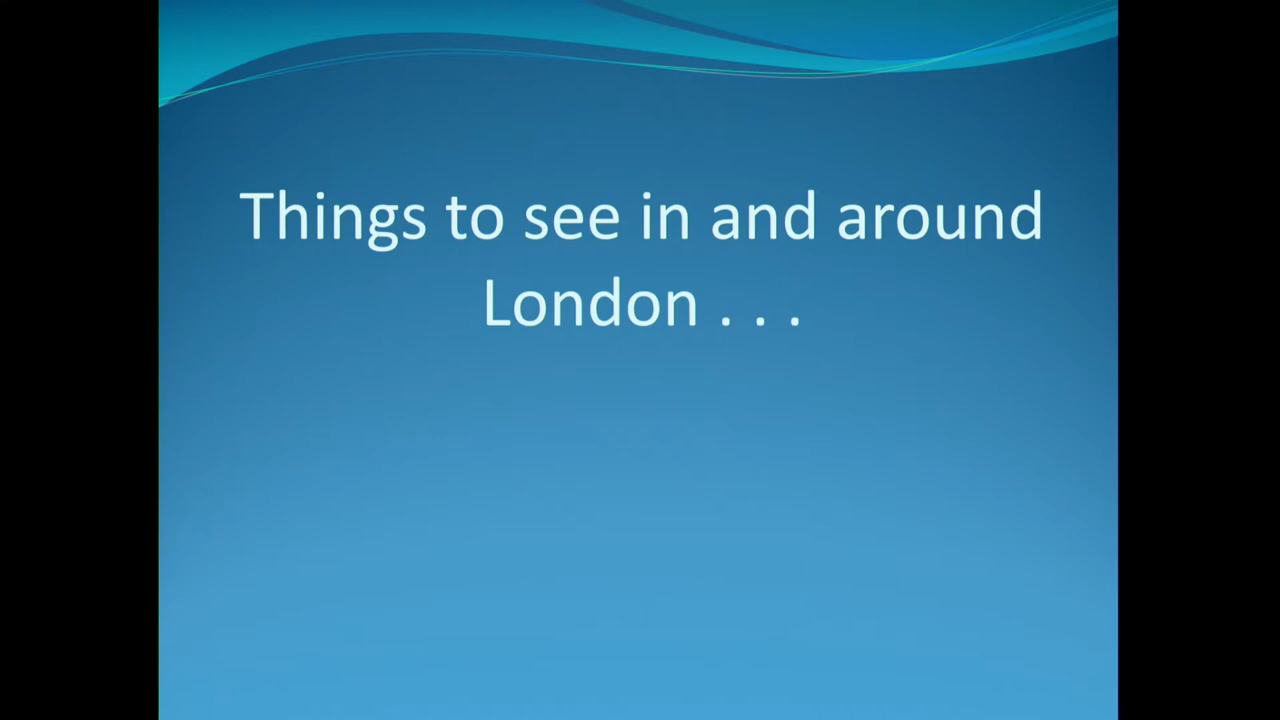 Things to see in and around
London . . .